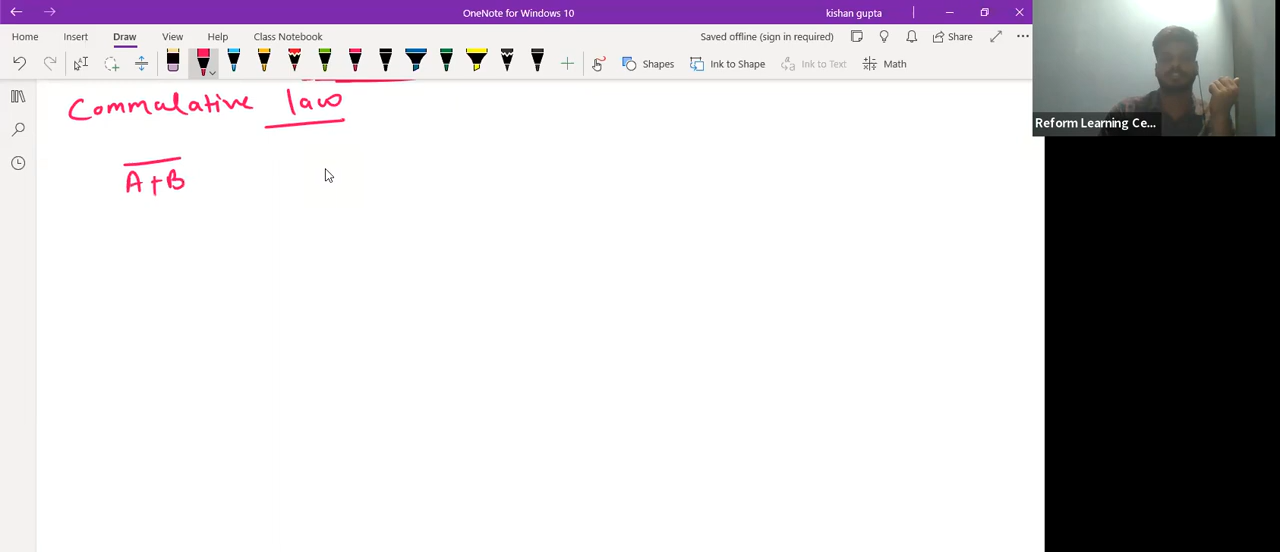 OneNote for Windows 10
kishan gupta
Home Insert Draw View Help Class Notebook
Saved offline (sign in required)
Share
Shapes
Ink to Shape
Ink to Text
Math
Reform Learning Ce...
Commulative law
A̅+̅B̅